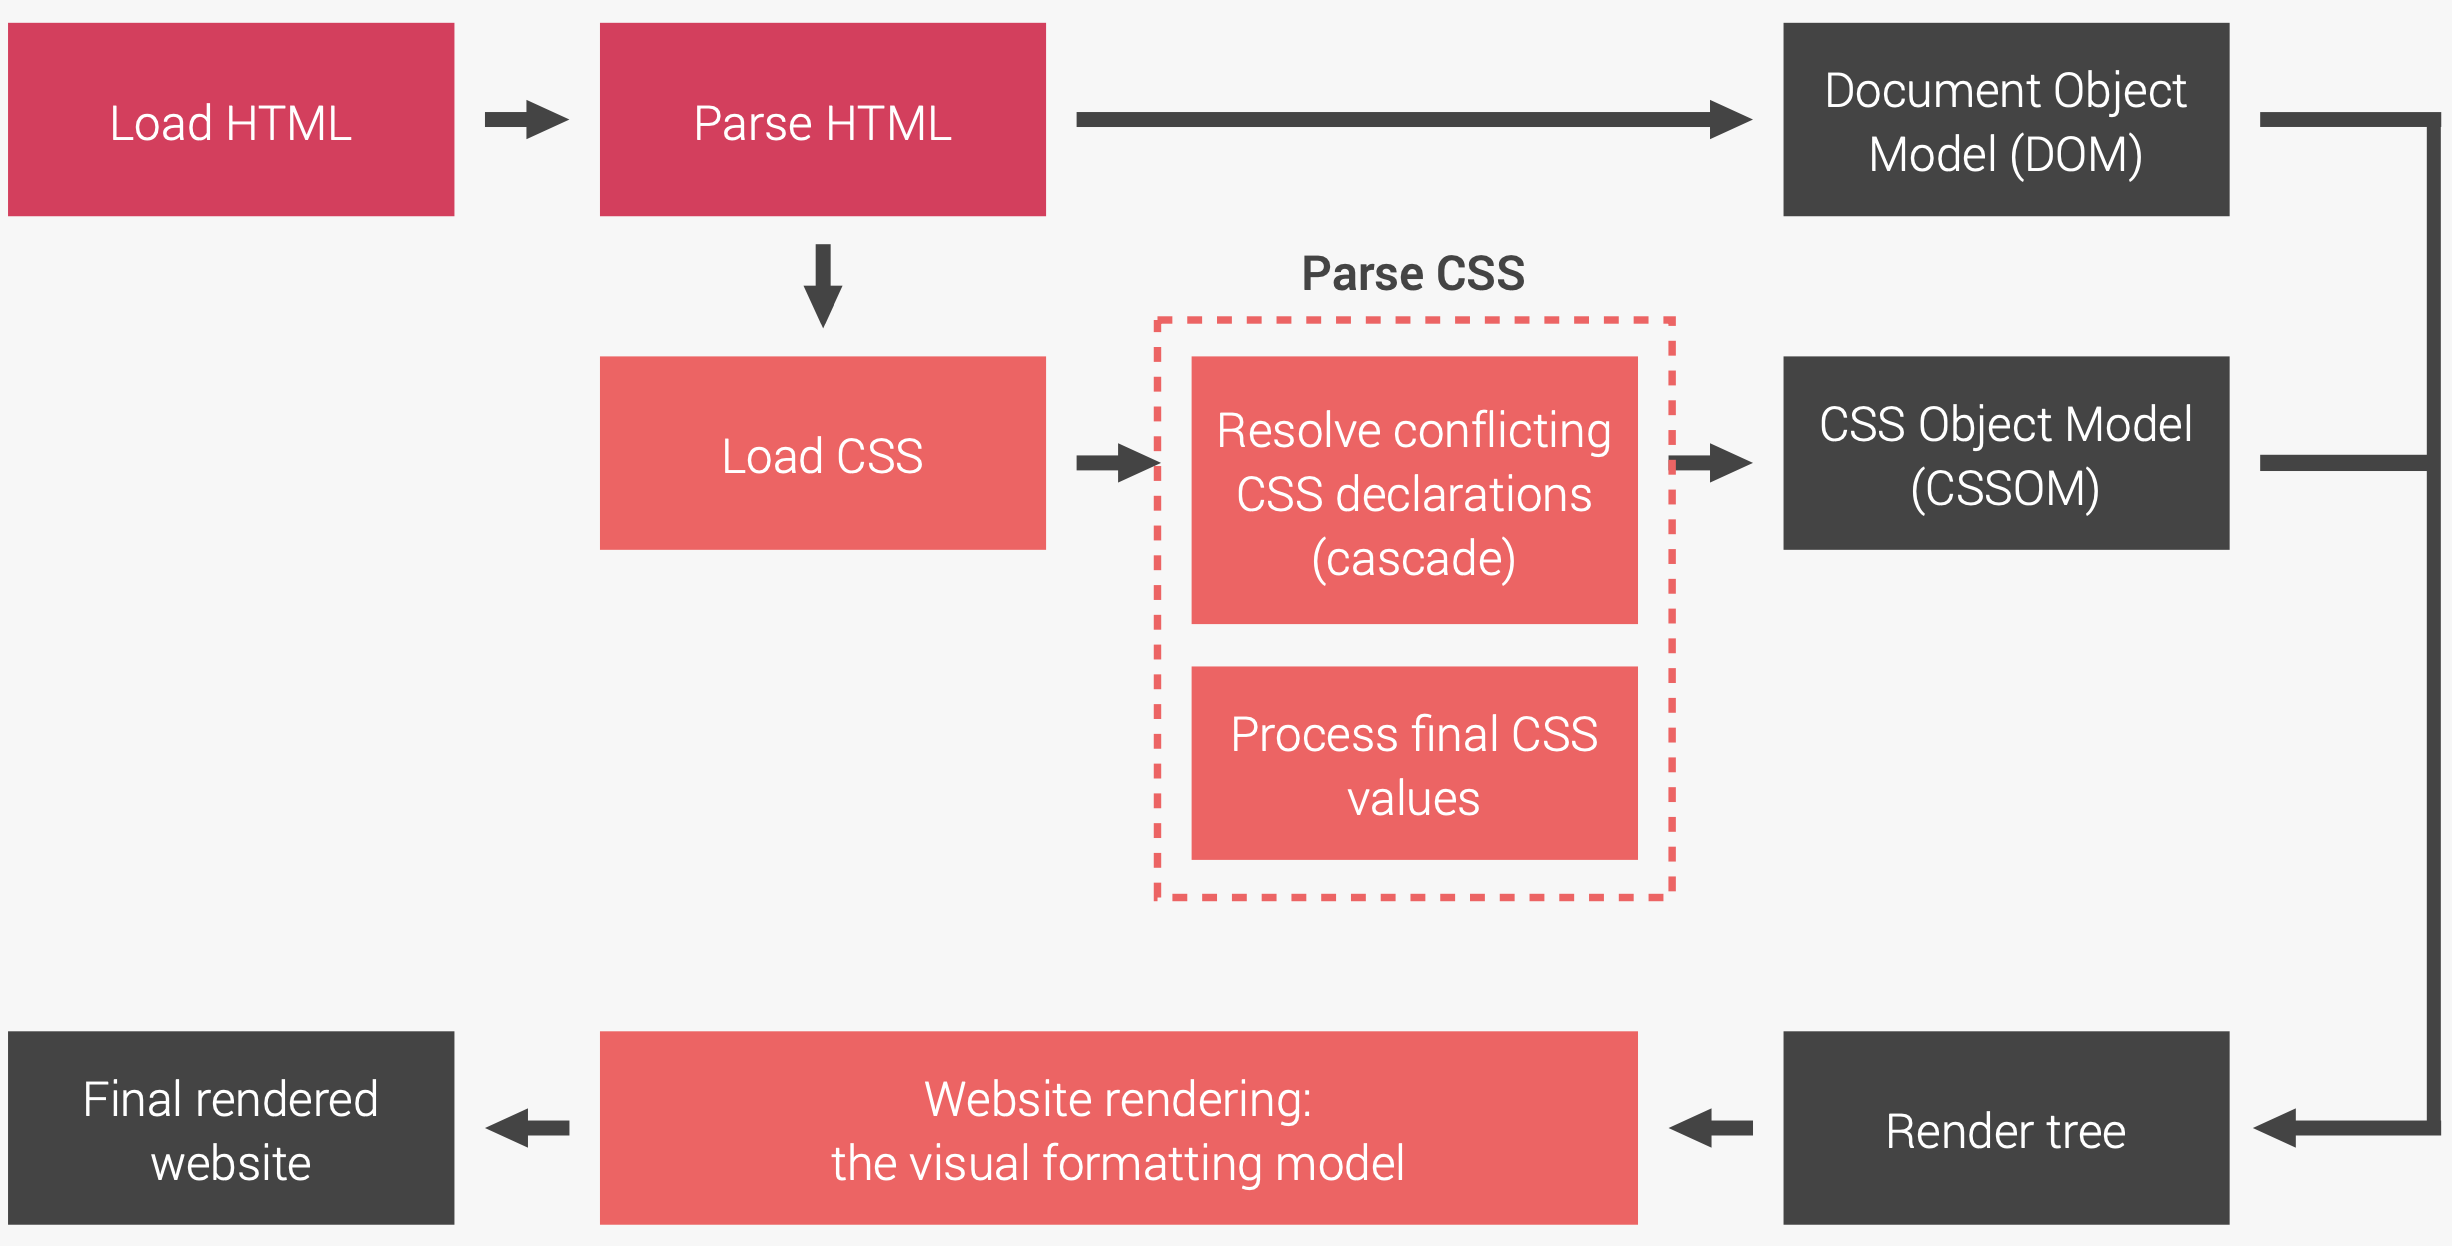 Load HTML
Parse HTML
Document Object
Model (DOM)
Parse CSS
Load CSS
Resolve conflicting
CSS declarations
(cascade)
Process final CSS
values
CSS Object Model
(CSSOM)
Final rendered
website
Website rendering:
the visual formatting model
Render tree